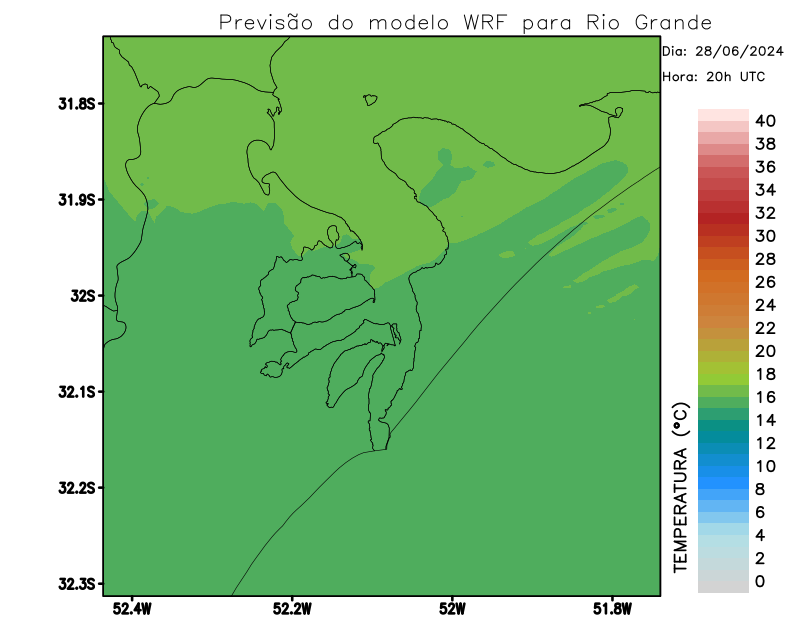 Previsão do modelo WRF para Rio Grande
Dia: 28/06/2024
Hora: 20h UTC
31.8S
31.9S
32S
32.1S
32.2S
32.3S
52.4W
52.2W
52W
51.8W
TEMPERATURA (°C)
40
38
36
34
32
30
28
26
24
22
20
18
16
14
12
10
8
6
4
2
0